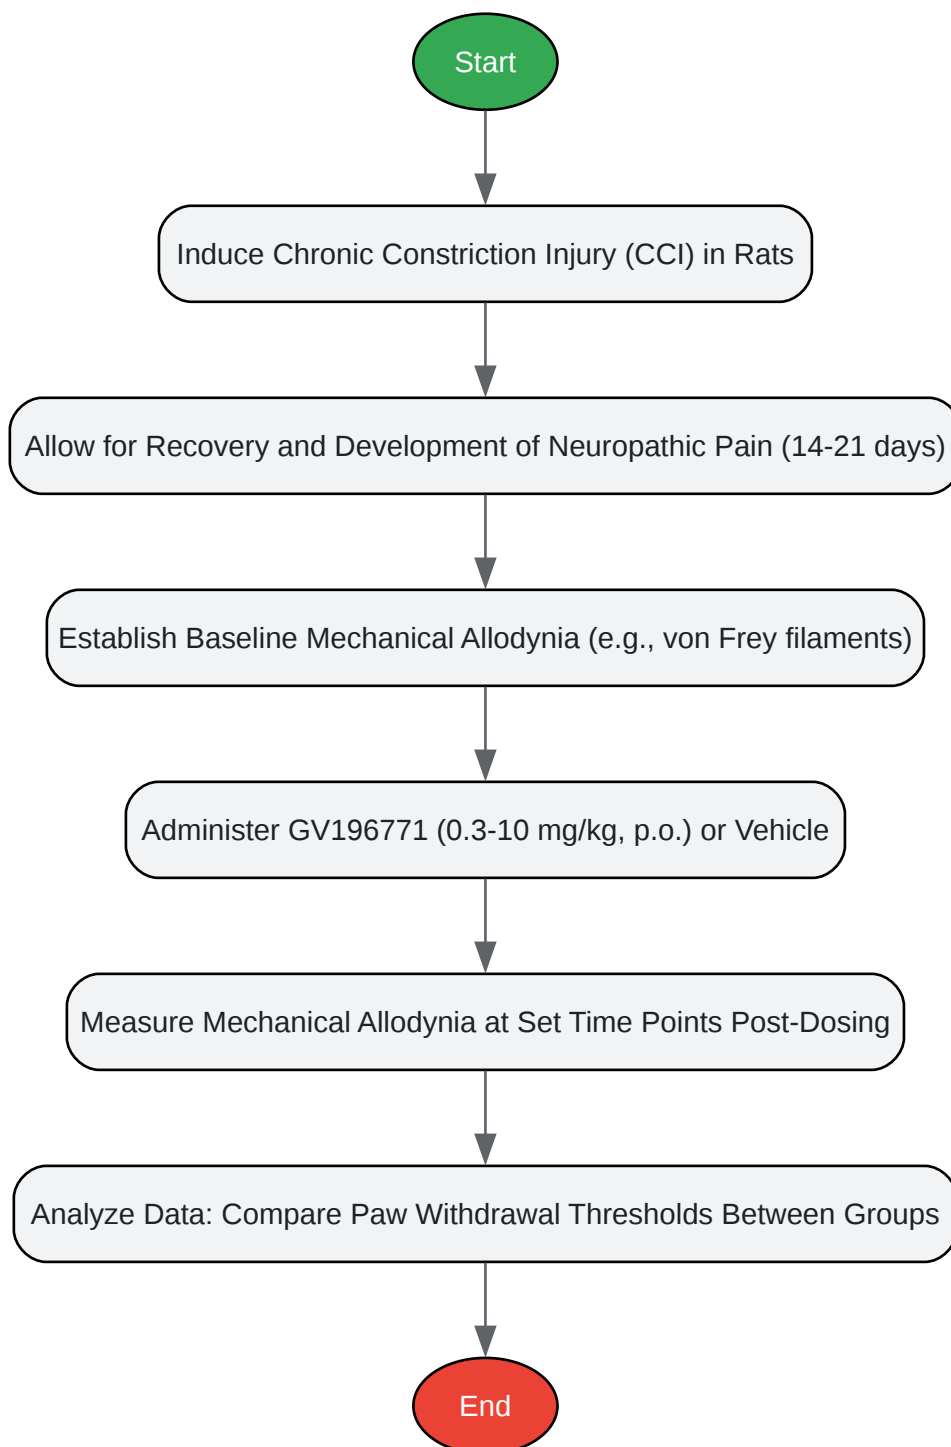 Start
Induce Chronic Constriction Injury (CCI) in Rats
Allow for Recovery and Development of Neuropathic Pain (14-21 days)
Establish Baseline Mechanical Allodynia (e.g., von Frey filaments)
Administer GV196771 (0.3-10 mg/kg, p.o.) or Vehicle
Measure Mechanical Allodynia at Set Time Points Post-Dosing
Analyze Data: Compare Paw Withdrawal Thresholds Between Groups
End